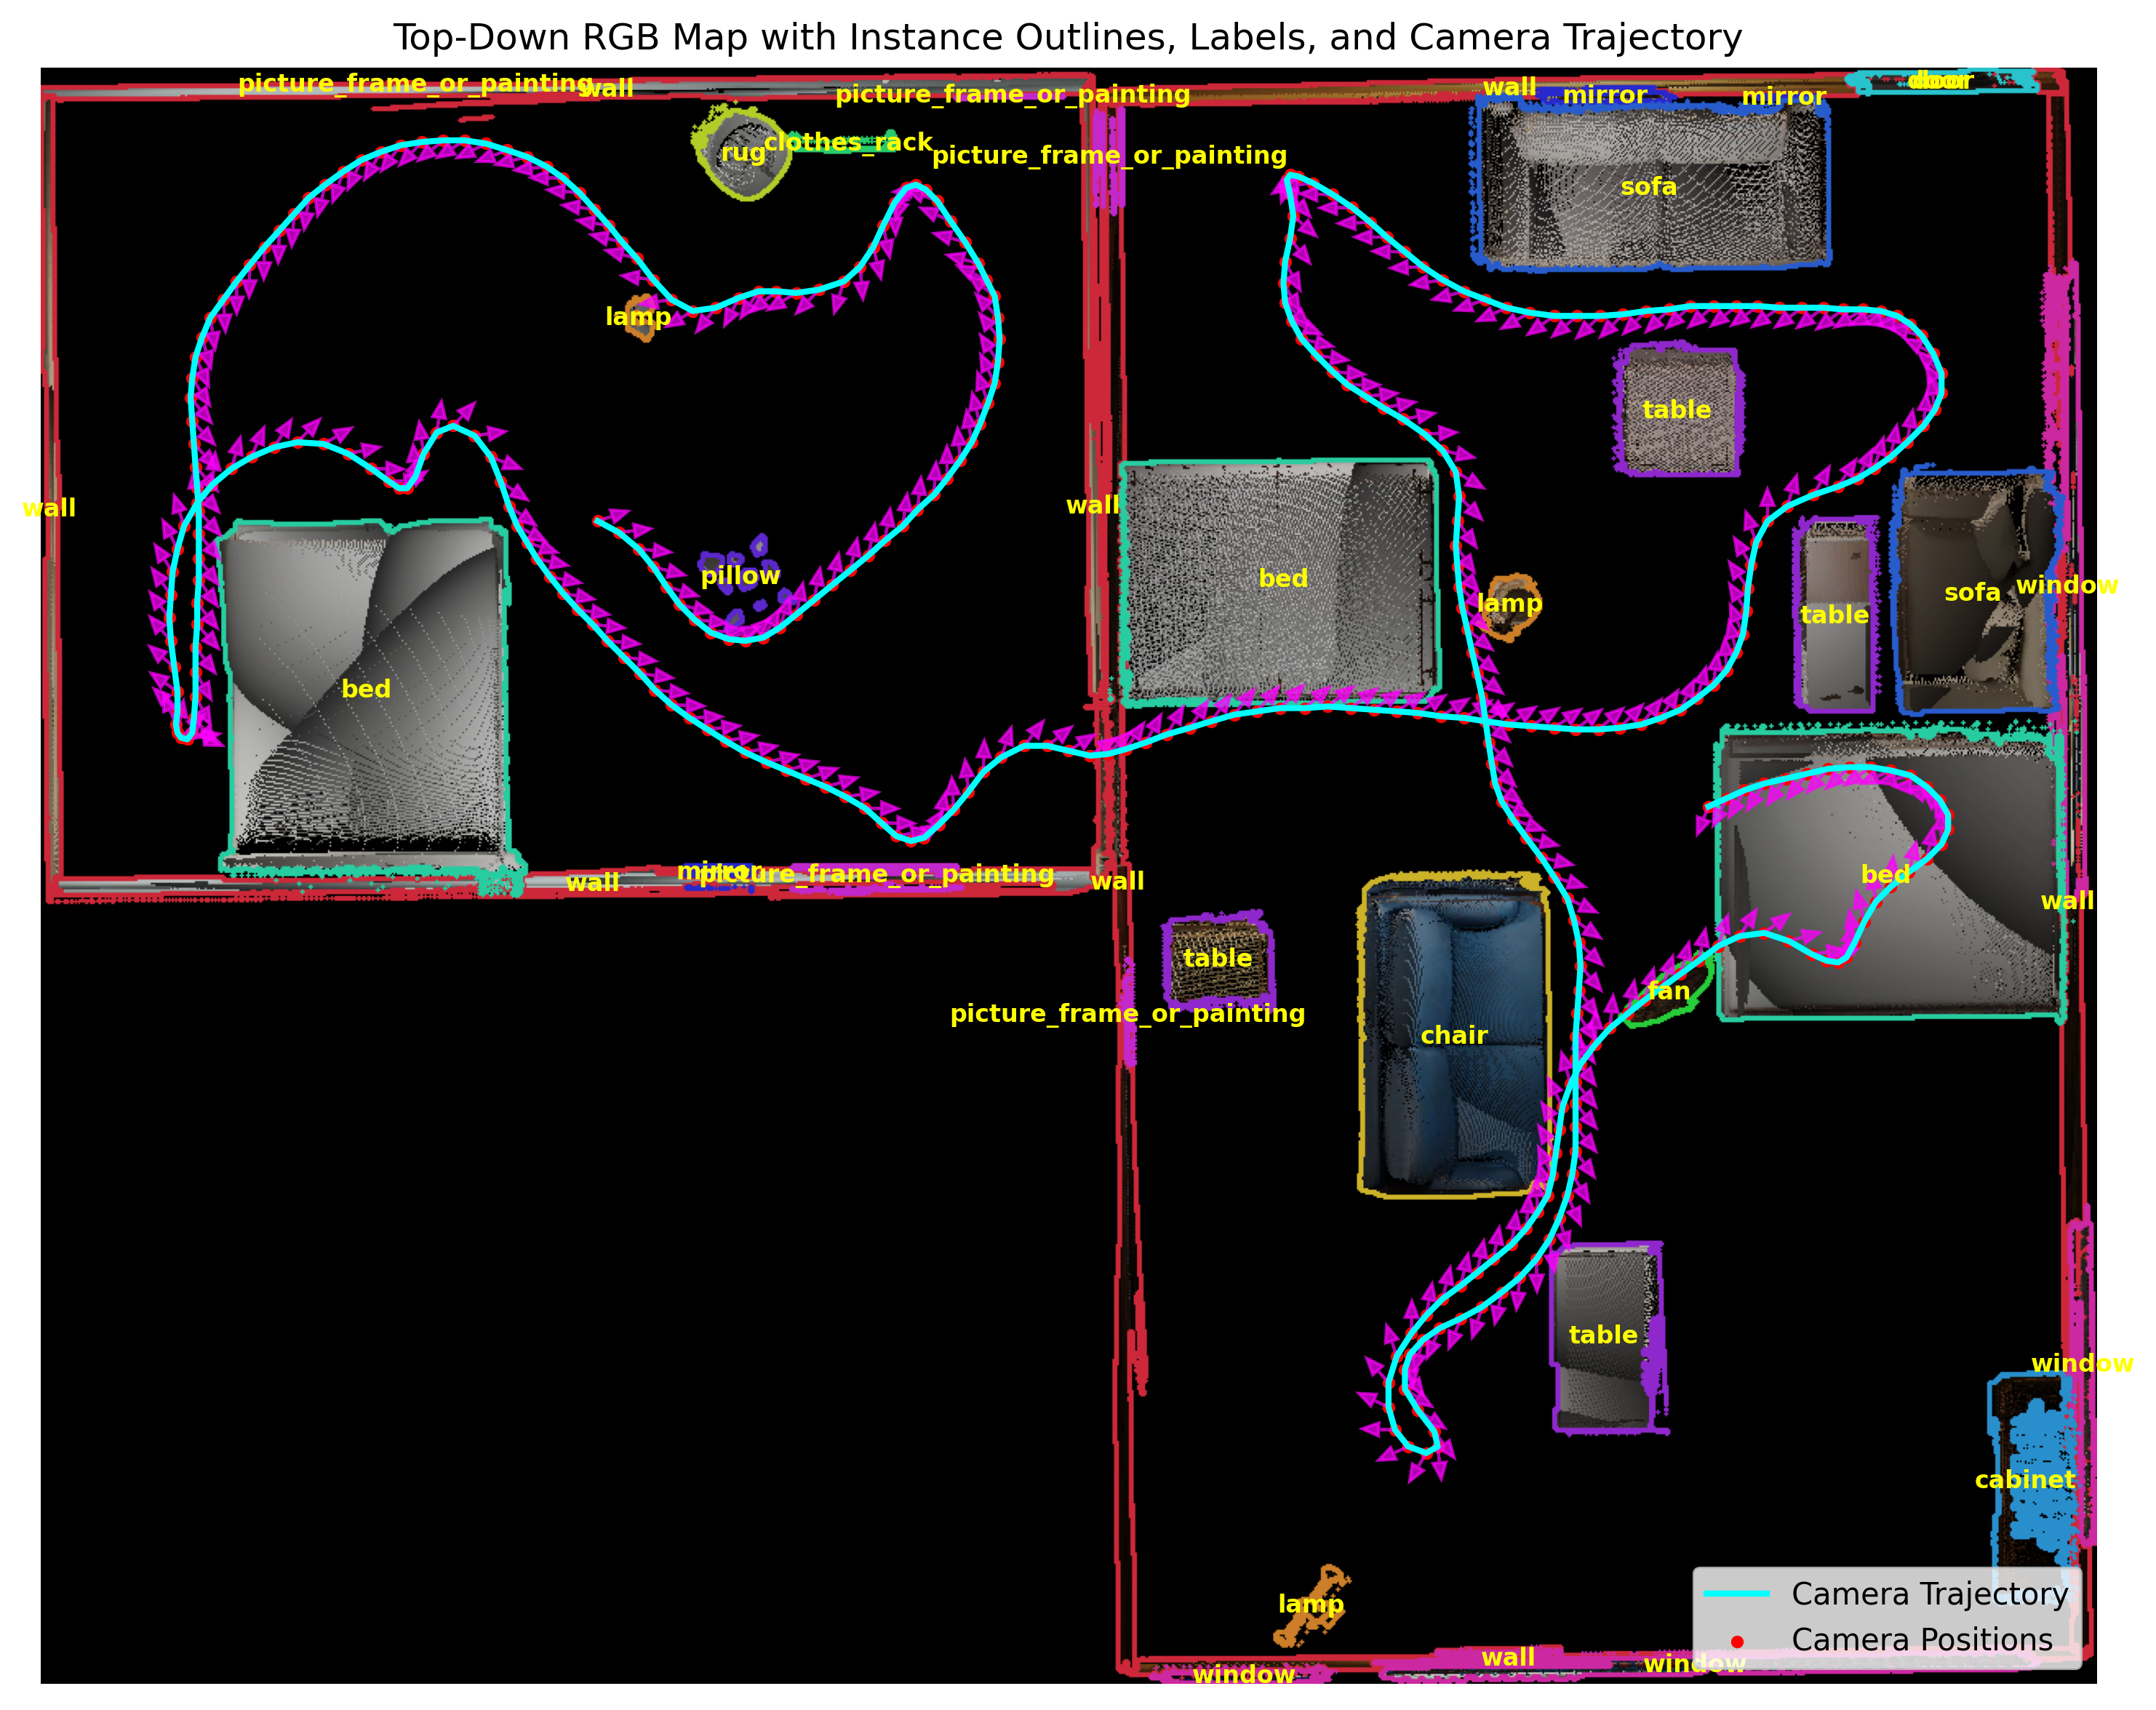 Top-Down RGB Map with Instance Outlines, Labels, and Camera Trajectory
picture_frame_or_painting
wall
picture_frame_or_painting
wall
mirror
mirror
door
clothes_rack
rug
picture_frame_or_painting
sofa
lamp
table
wall
wall
pillow
bed
lamp
table
sofa
window
bed
mirror
picture_frame_or_painting
wall
wall
bed
wall
table
fan
picture_frame_or_painting
chair
table
window
cabinet
lamp
wall
window
window
Camera Trajectory
Camera Positions